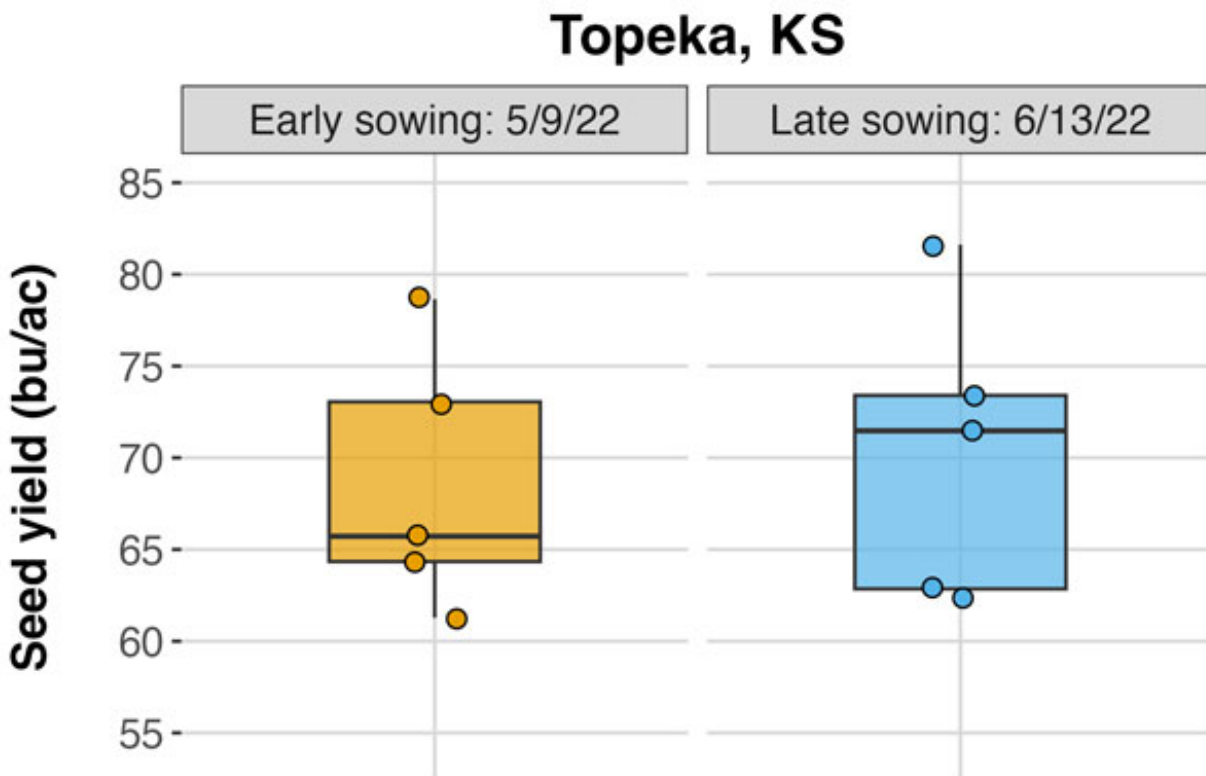 Topeka, KS
Early sowing: 5/9/22
Late sowing: 6/13/22
Seed yield (bu/ac)
85
80
75
70
65
60
55